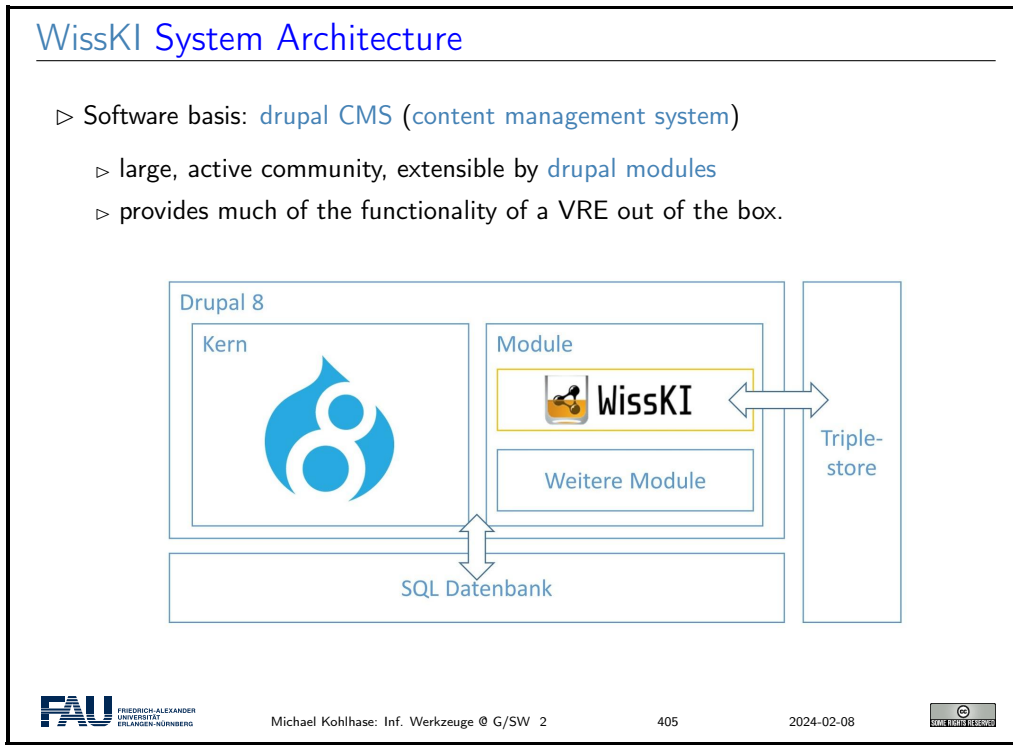 WissKI System Architecture
▷ Software basis: drupal CMS (content management system)
▷ large, active community, extensible by drupal modules
▷ provides much of the functionality of a VRE out of the box.
Drupal 8
Kern
Module
WissKI
Weitere Module
Triple-
store
SQL Datenbank
FAU
FRIEDRICH-ALEXANDER
UNIVERSITÄT
ERLANGEN-NÜRNBERG
Michael Kohlhase: Inf. Werkzeuge @ G/SW 2
405
2024-02-08
cc
SOME RIGHTS RESERVED